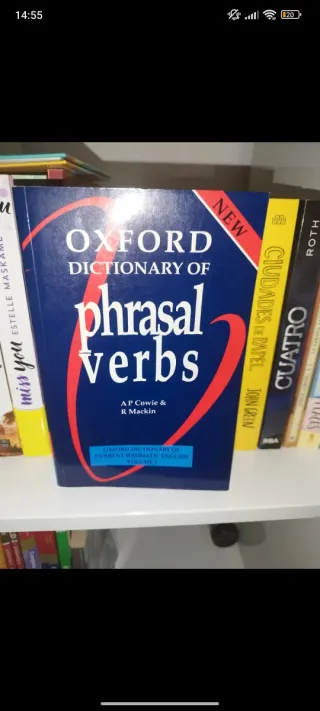 14:55
20
OXFORD
DICTIONARY OF
phrasal
verbs
A P Cowie &
R Mackin
OXFORD DICTIONARY OF
CURRENT IDIOMATIC ENGLISH
VOLUME 1
NEW
miss you
ESTELLE MASKAME
CIUDADES DE PAPEL
JOHN GREEN
CUATRO
RBA
ROTH